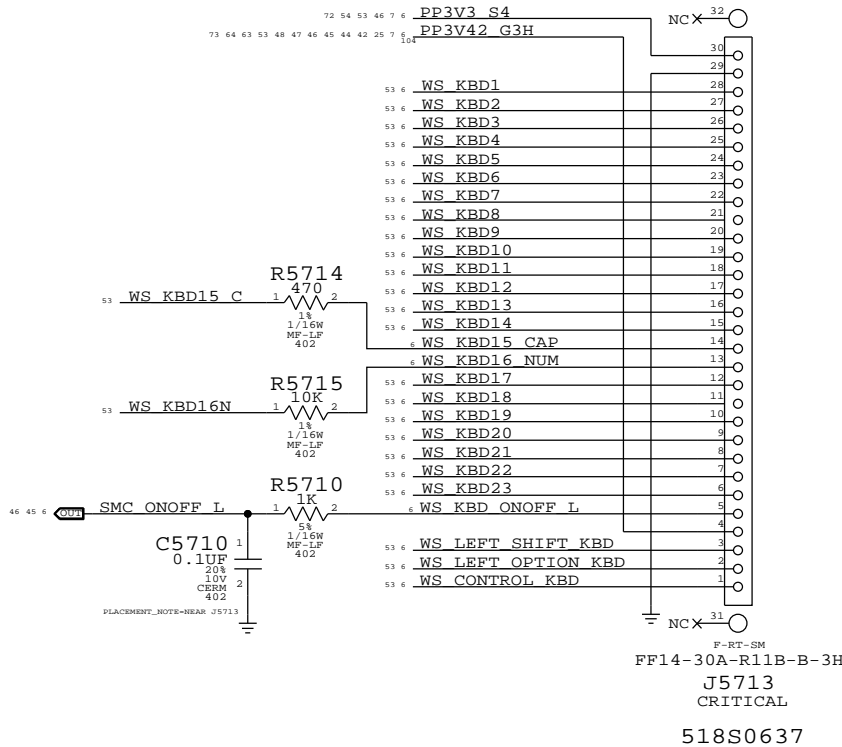 72 54 53 46 7 6 PP3V3_S4
NC 32
73 64 63 53 48 47 46 45 44 42 25 7 6 PP3V42_G3H
104
30
29
53 6 WS_KBD1 28
53 6 WS_KBD2 27
53 6 WS_KBD3 26
53 6 WS_KBD4 25
53 6 WS_KBD5 24
53 6 WS_KBD6 23
53 6 WS_KBD7 22
53 6 WS_KBD8 21
53 6 WS_KBD9 20
53 6 WS_KBD10 19
53 6 WS_KBD11 18
53 6 WS_KBD12 17
53 6 WS_KBD13 16
53 6 WS_KBD14 15
6 WS_KBD15_CAP 14
6 WS_KBD16_NUM 13
53 6 WS_KBD17 12
53 6 WS_KBD18 11
53 6 WS_KBD19 10
53 6 WS_KBD20 9
53 6 WS_KBD21 8
53 6 WS_KBD22 7
53 6 WS_KBD23 6
6 WS_KBD_ONOFF_L 5
4
53 6 WS_LEFT_SHIFT_KBD 3
53 6 WS_LEFT_OPTION_KBD 2
53 6 WS_CONTROL_KBD 1
R5714
470
53 WS_KBD15_C 1 2
1%
1/16W
MF-LF
402
R5715
10K
53 WS_KBD16N 1 2
1%
1/16W
MF-LF
402
R5710
1K
46 45 6 OUT SMC_ONOFF_L 1 2
5%
1/16W
MF-LF
402
C5710 1
0.1UF
20%
10V 2
CERM
402
PLACEMENT_NOTE=NEAR J5713
NC 31
F-RT-SM
FF14-30A-R11B-B-3H
J5713
CRITICAL
518S0637